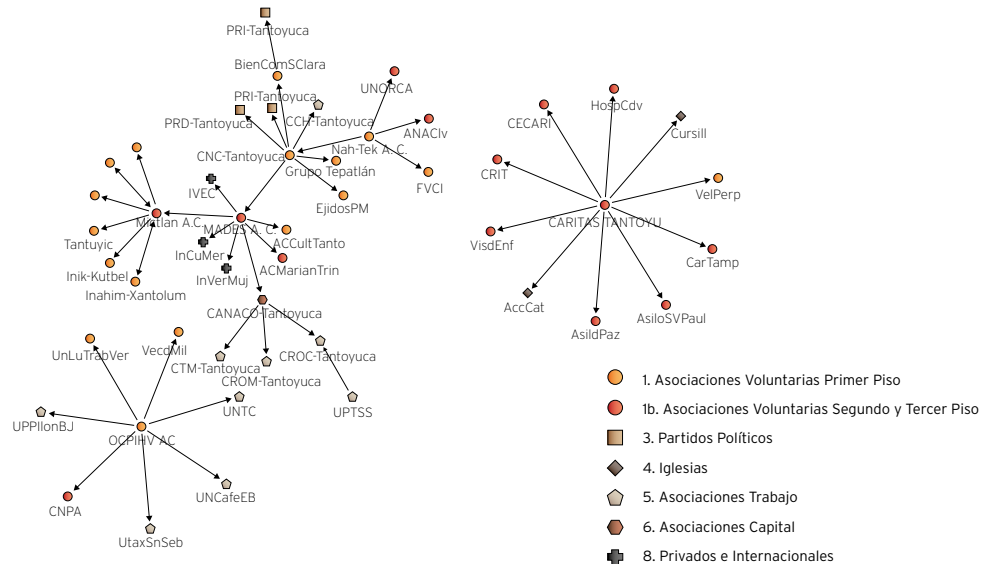 PRI-Tantoyuca
BienComSClara
PRI-Tantoyuca
UNORCA
PRD-Tantoyuca
CCH-Tantoyuca
ANACIv
Nah-Tek A. C.
CNC-Tantoyuca
Grupo Tepatlán
FVCI
IVEC
EjidosPM
Mictlan A.C.
MADES A. C.
Tantuyic
ACCultTanto
InCuMer
ACMarianTrin
Inik-Kutbel
InVerMuj
Inahim-Xantolum
CANACO-Tantoyuca
UnLuTrabVer
VecdMil
CTM-Tantoyuca
CROC-Tantoyuca
CROM-Tantoyuca
UNTC
UPTSS
UPPIIonBJ
OCPIHV AC
UNCafeEB
CNPA
UtaxSnSeb
HospCdv
CECARI
Cursill
CRIT
VelPerp
CARITAS TANTOYU
VisdEnf
CarTamp
AccCat
AsiloSVPaul
AsildPaz
1. Asociaciones Voluntarias Primer Piso
1b. Asociaciones Voluntarias Segundo y Tercer Piso
3. Partidos Políticos
4. Iglesias
5. Asociaciones Trabajo
6. Asociaciones Capital
8. Privados e Internacionales